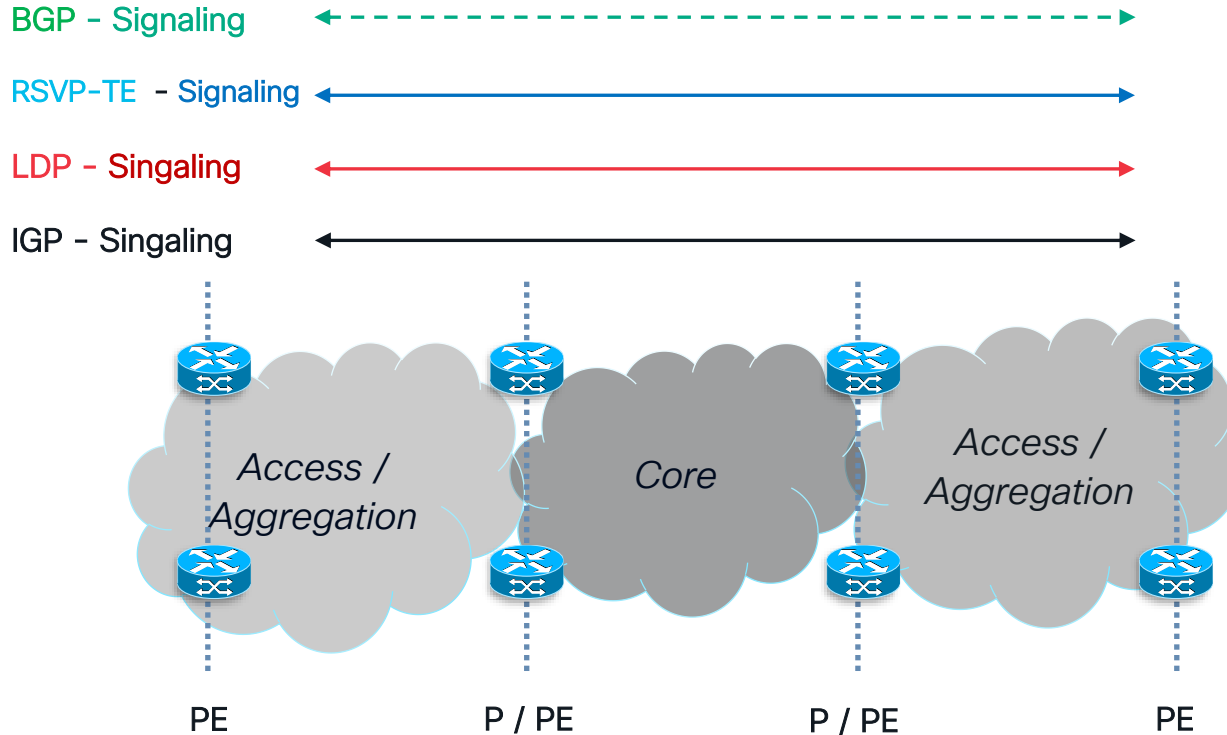 BGP - Signaling
RSVP-TE - Signaling
LDP - Singaling
IGP - Singaling
Access /
Aggregation
Core
Access /
Aggregation
PE
P / PE
P / PE
PE